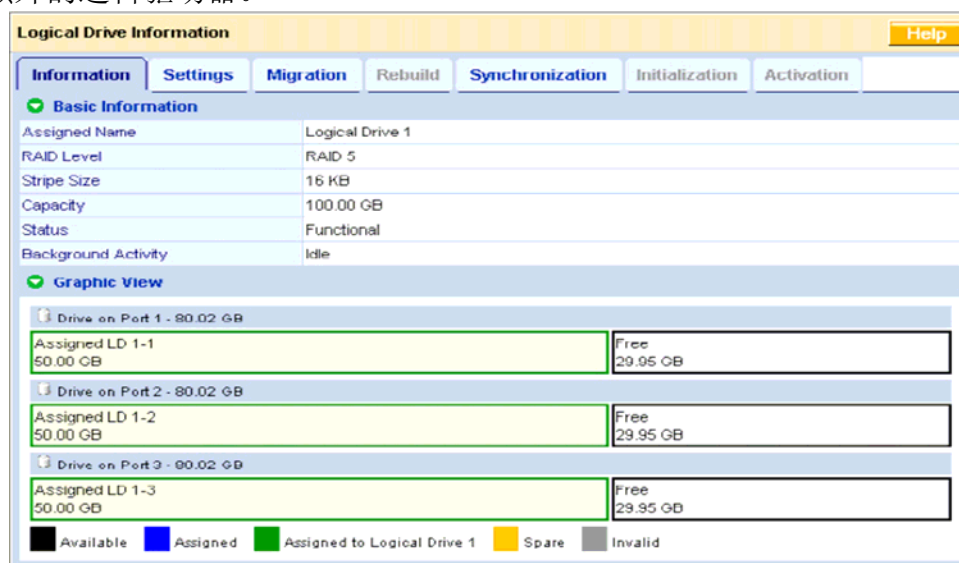 Logical Drive Information Help
Information Settings Migration Rebuild Synchronization Initialization Activation
Basic Information
Assigned Name Logical Drive 1
RAID Level RAID 5
Stripe Size 16 KB
Capacity 100.00 GB
Status Functional
Background Activity Idle
Graphic View
Drive on Port 1 - 80.02 GB
Assigned LD 1-1 Free
50.00 GB 29.95 GB
Drive on Port 2 - 80.02 GB
Assigned LD 1-2 Free
50.00 GB 29.95 GB
Drive on Port 3 - 80.02 GB
Assigned LD 1-3 Free
50.00 GB 29.95 GB
Available Assigned Assigned to Logical Drive 1 Spare Invalid